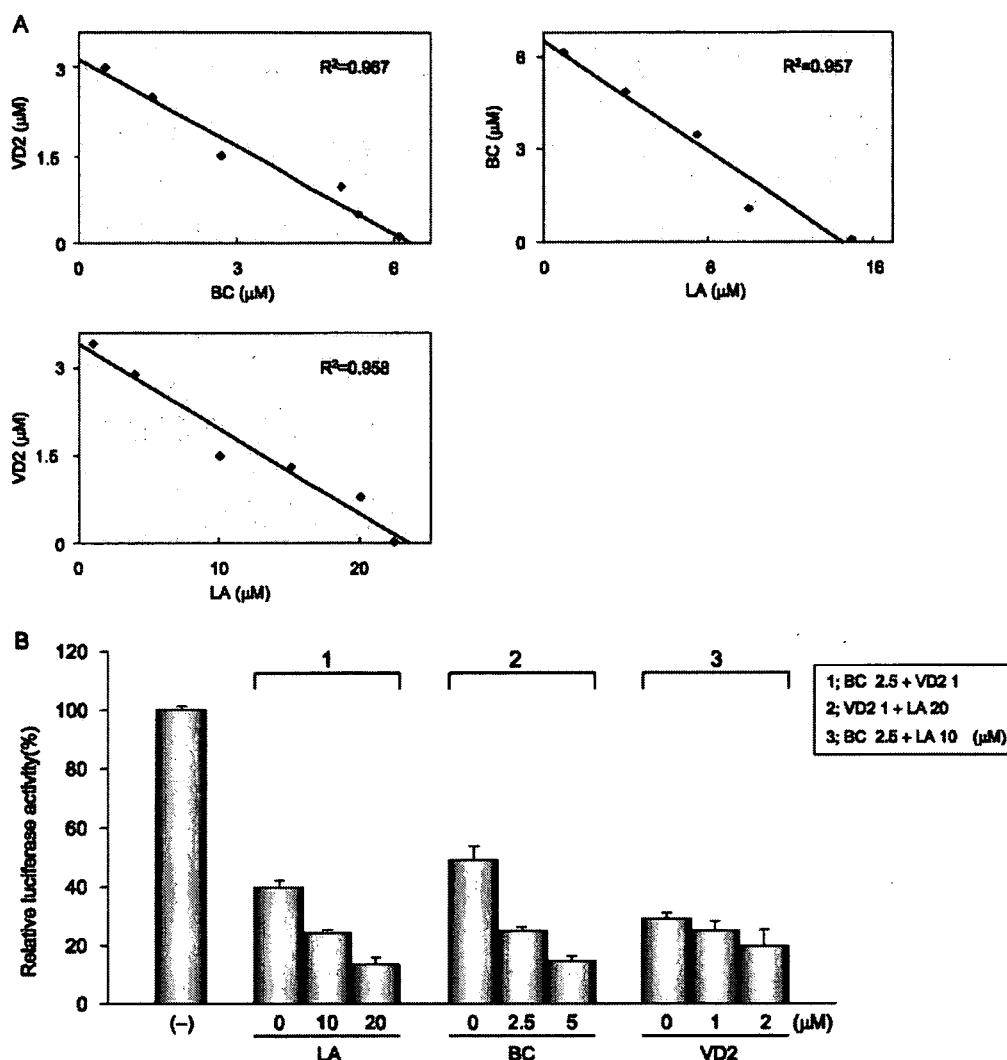 A
VD2 (μM)
3
1.5
0
R²=0.967
0 3 6
BC (μM)
BC (μM)
6
3
0
R²=0.957
0 8 16
LA (μM)
VD2 (μM)
3
1.5
0
R²=0.958
0 10 20
LA (μM)
B
Relative luciferase activity(%)
120
100
80
60
40
20
0
1 2 3
1; BC 2.5 + VD2 1
2; VD2 1 + LA 20
3; BC 2.5 + LA 10 (μM)
(–) 0 10 20 0 2.5 5 0 1 2 (μM)
LA BC VD2